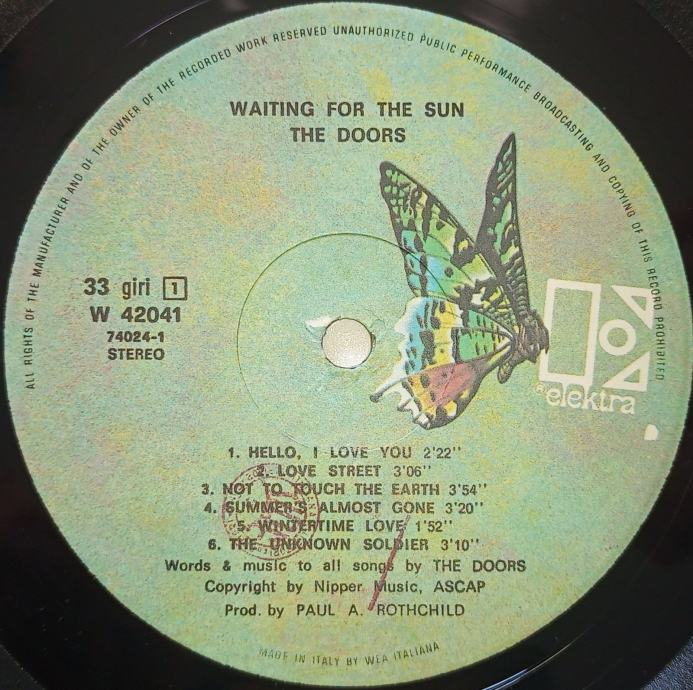 ALL RIGHTS OF THE MANUFACTURER AND OF THE OWNER OF THE RECORDED WORK RESERVED UNAUTHORIZED PUBLIC PERFORMANCE BROADCASTING AND COPYING OF THIS RECORD PROHIBITED
WAITING FOR THE SUN
THE DOORS
33 giri 1
W 42041
74024-1
STEREO
elektra
1. HELLO, I LOVE YOU 2'22''
2. LOVE STREET 3'06''
3. NOT TO TOUCH THE EARTH 3'54''
4. SUMMER'S ALMOST GONE 3'20''
5. WINTERTIME LOVE 1'52''
6. THE UNKNOWN SOLDIER 3'10''
Words & music to all songs by THE DOORS
Copyright by Nipper Music, ASCAP
Prod. by PAUL A. ROTHCHILD
MADE IN ITALY BY WEA ITALIANA